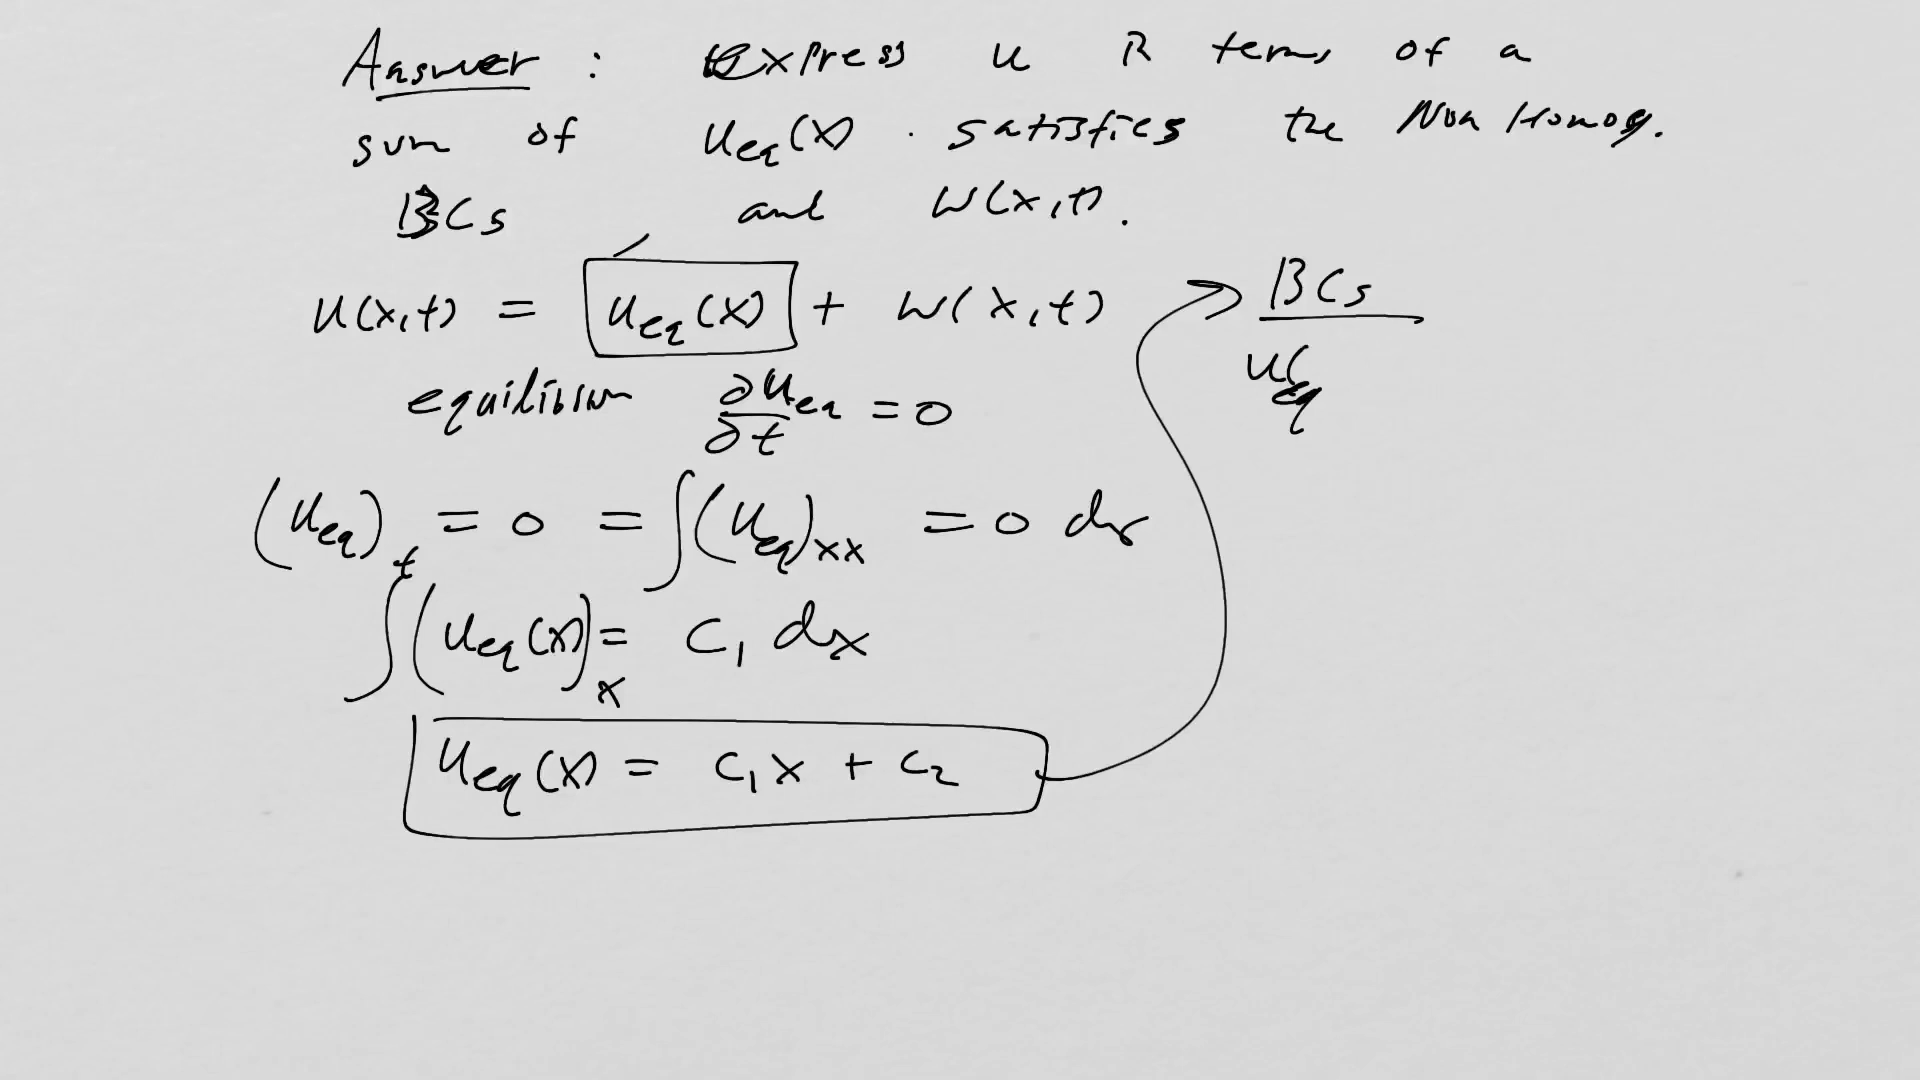 Answer : express u in terms of a
sum of u_eq(x) . satisfies the Non Homog.
BCs and W(x,t).
u(x,t) = u_eq(x) + w(x,t)
BCs
u_eq(
equilibrium ∂u_eq/∂t = 0
(u_eq)_t = 0 = ∫(u_eq)_xx = 0 dx
∫(u_eq(x))_x = C_1 dx
u_eq(x) = C_1 x + C_2